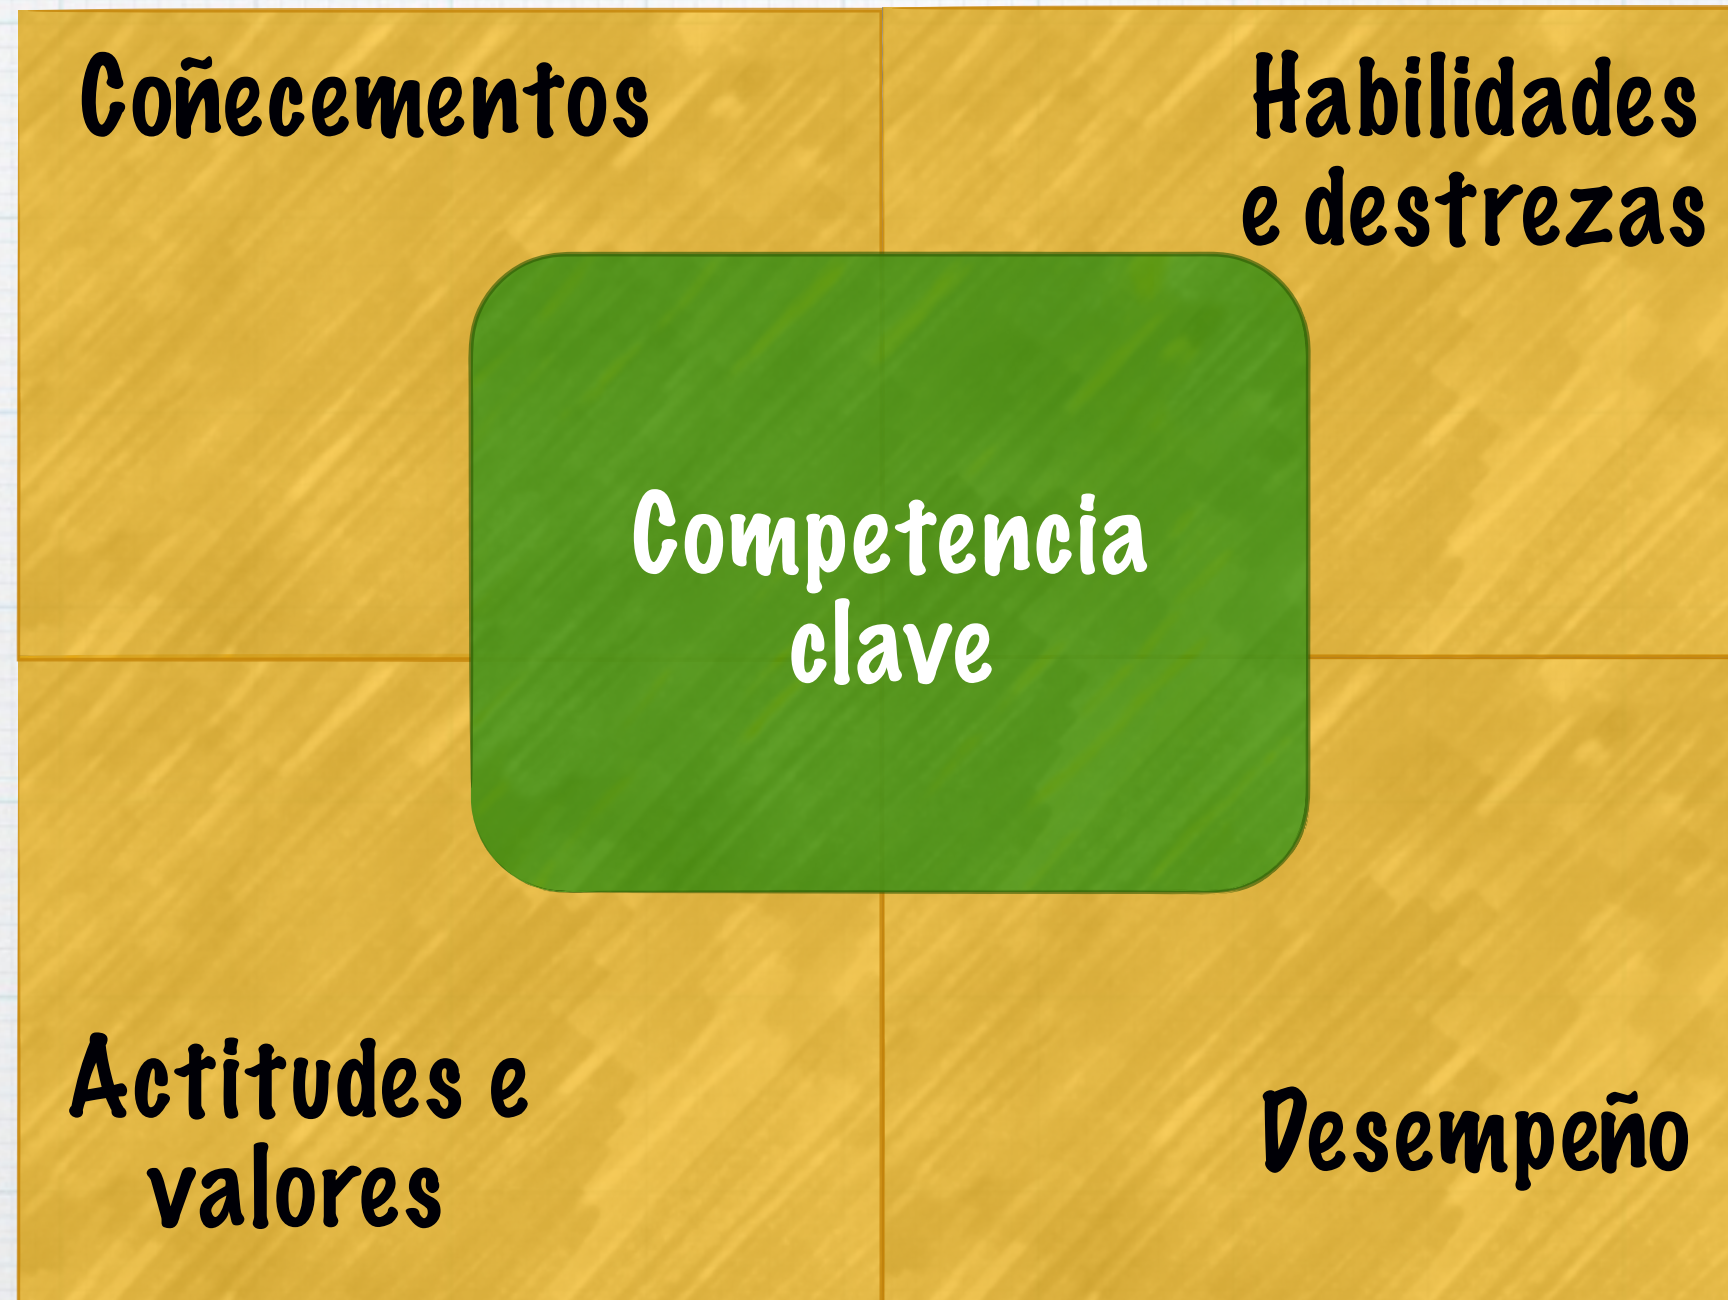 Coñecementos
Habilidades
e destrezas
Competencia
clave
Actitudes e
valores
Desempeño